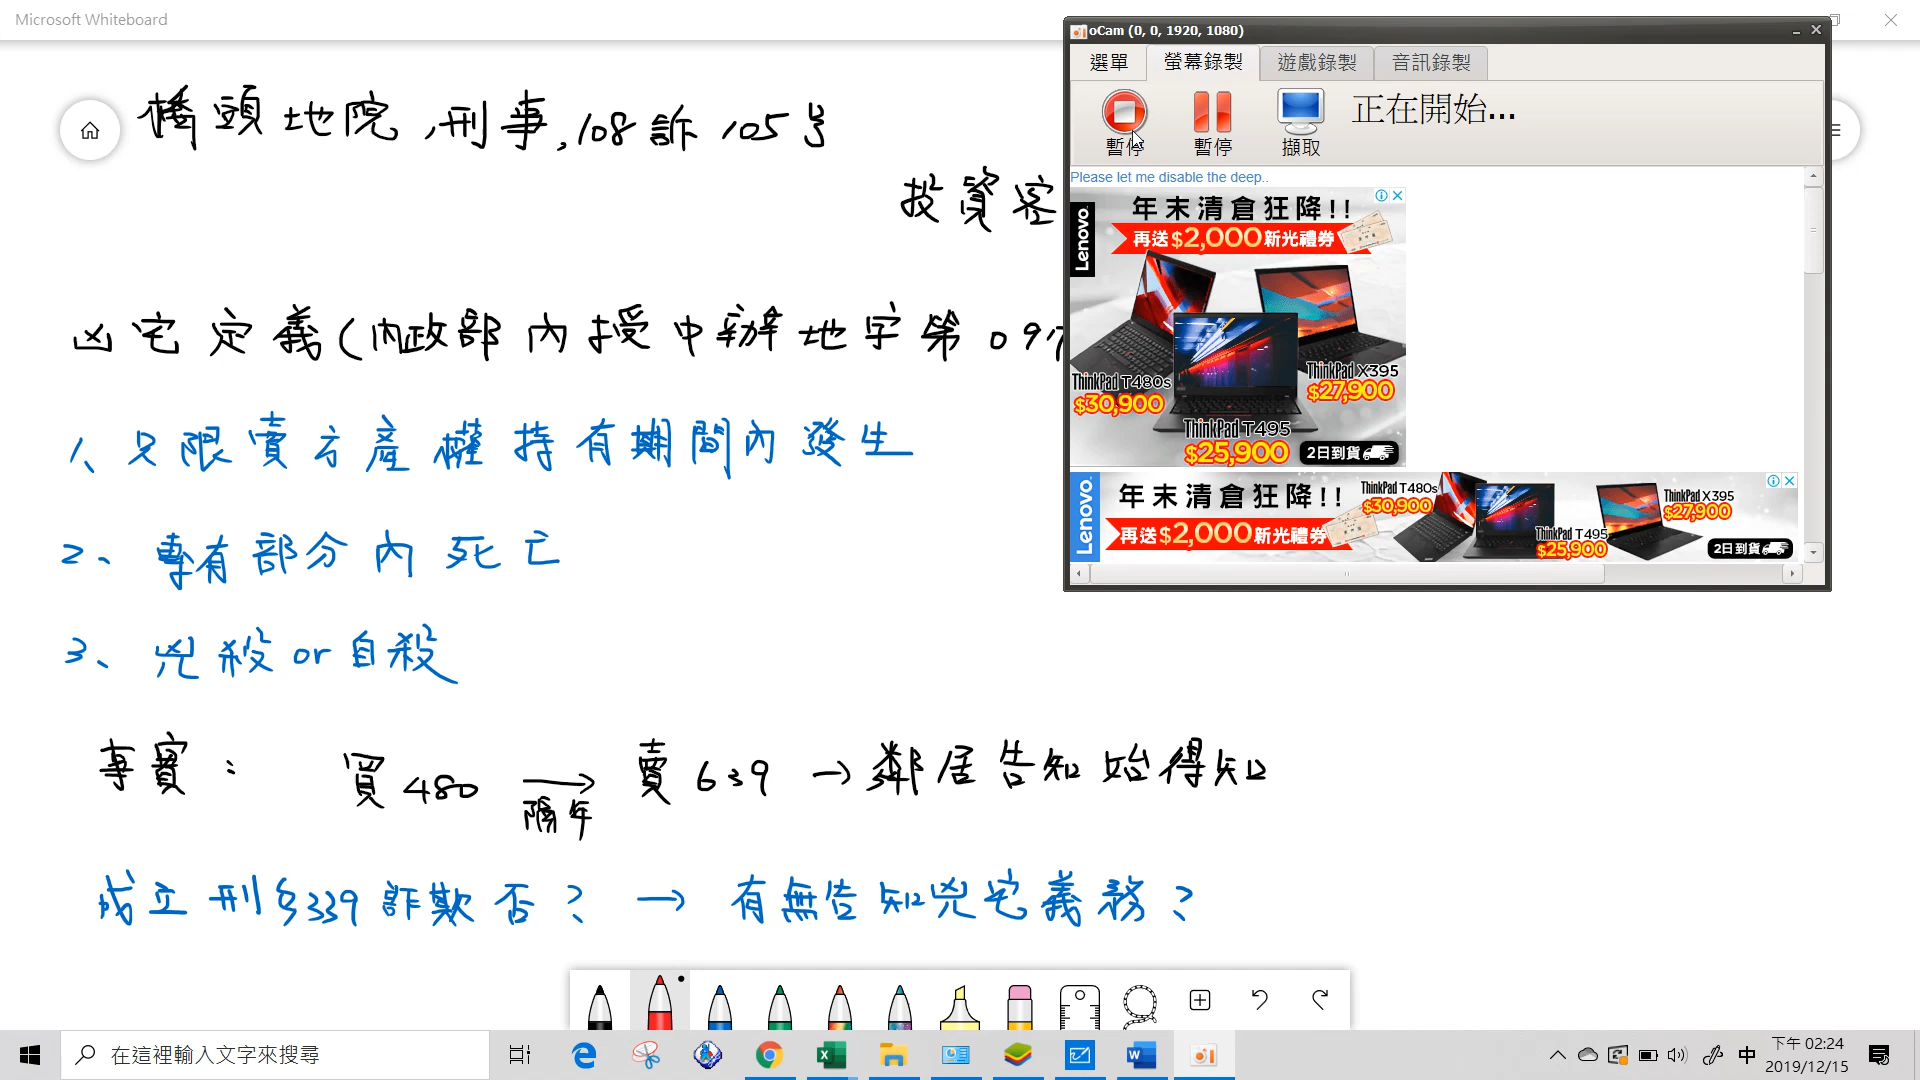 Microsoft Whiteboard
橋頭地院,刑事,108訴105号
投資客
凶宅定義(內政部內授中辦地字第097
1、只限賣方產權持有期間內發生
2、專有部分內死亡
3、兇殺or自殺
事實: 買480 → 賣639 → 鄰居告知始得知
隔年
成立刑§339詐欺否? → 有無告知兇宅義務?
oCam (0, 0, 1920, 1080)
選單 螢幕錄製 遊戲錄製 音訊錄製
正在開始...
暫停 暫停 擷取
Please let me disable the deep..
Lenovo
年末清倉狂降!!
再送$2,000新光禮券
ThinkPad T480s
$30,900
ThinkPad X395
$27,900
ThinkPad T495
$25,900
2日到貨
Lenovo
年末清倉狂降!!
再送$2,000新光禮券
ThinkPad T480s
$30,900
ThinkPad X395
$27,900
ThinkPad T495
$25,900
2日到貨
在這裡輸入文字來搜尋
中
下午 02:24
2019/12/15